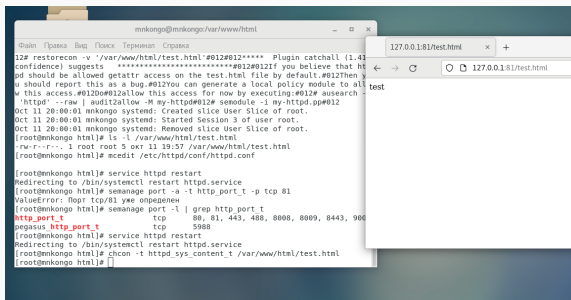 mnkongo@mnkongo:/var/www/html
Файл Правка Вид Поиск Терминал Справка
12# restorecon -v '/var/www/html/test.html'#012#012***** Plugin catchall (1.41
confidence) suggests **************************#012#012If you believe that ht
pd should be allowed getattr access on the test.html file by default.#012Then y
u should report this as a bug.#012You can generate a local policy module to all
w this access.#012Do#012allow this access for now by executing:#012# ausearch -
'httpd' --raw | audit2allow -M my-httpd#012# semodule -i my-httpd.pp#012
Oct 11 20:00:01 mnkongo systemd: Created slice User Slice of root.
Oct 11 20:00:01 mnkongo systemd: Started Session 3 of user root.
Oct 11 20:00:01 mnkongo systemd: Removed slice User Slice of root.
[root@mnkongo html]# ls -l /var/www/html/test.html
-rw-r--r--. 1 root root 5 окт 11 19:57 /var/www/html/test.html
[root@mnkongo html]# mcedit /etc/httpd/conf/httpd.conf
[root@mnkongo html]# service httpd restart
Redirecting to /bin/systemctl restart httpd.service
[root@mnkongo html]# semanage port -a -t http_port_t -p tcp 81
ValueError: Порт tcp/81 уже определен
[root@mnkongo html]# semanage port -l | grep http_port_t
http_port_t tcp 80, 81, 443, 488, 8008, 8009, 8443, 900
pegasus_http_port_t tcp 5988
[root@mnkongo html]# service httpd restart
Redirecting to /bin/systemctl restart httpd.service
[root@mnkongo html]# chcon -t httpd_sys_content_t /var/www/html/test.html
[root@mnkongo html]#
127.0.0.1:81/test.html
127.0.0.1:81/test.html
test